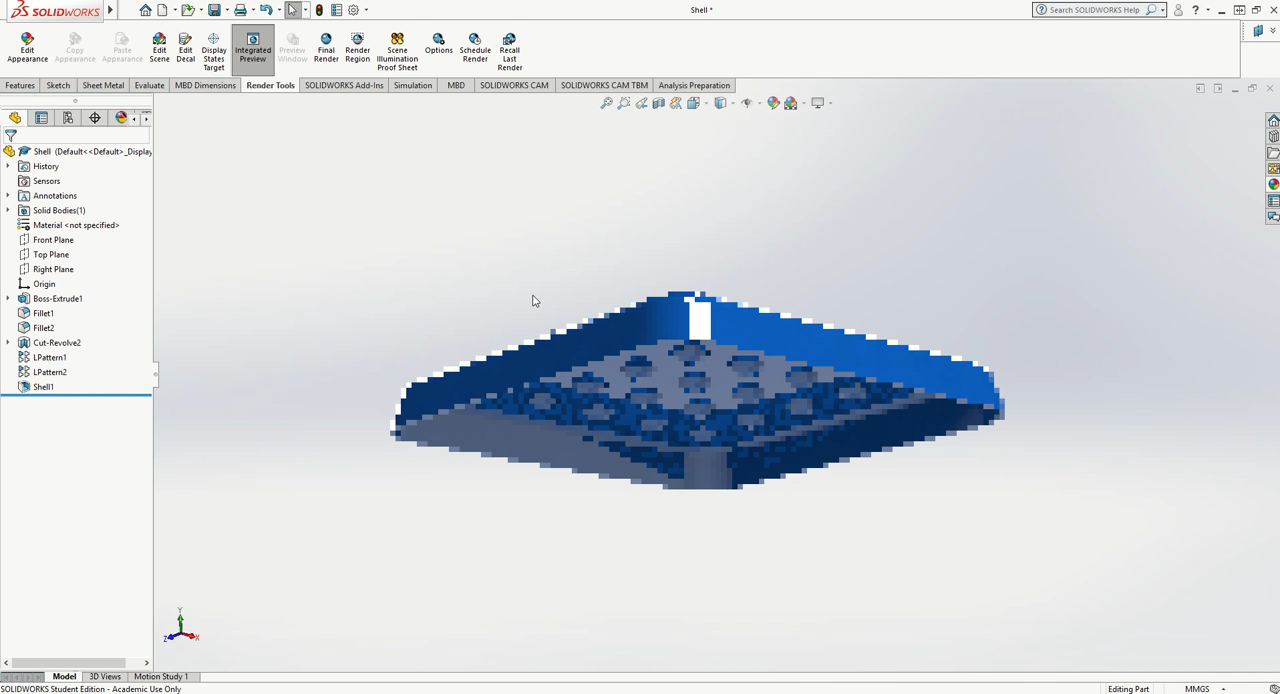 SOLIDWORKS
Shell *
Search SOLIDWORKS Help
Edit Appearance
Copy Appearance
Paste Appearance
Edit Scene
Edit Decal
Display States Target
Integrated Preview
Preview Window
Final Render
Render Region
Scene Illumination Proof Sheet
Options
Schedule Render
Recall Last Render
Features
Sketch
Sheet Metal
Evaluate
MBD Dimensions
Render Tools
SOLIDWORKS Add-Ins
Simulation
MBD
SOLIDWORKS CAM
SOLIDWORKS CAM TBM
Analysis Preparation
Shell (Default<<Default>_Display
History
Sensors
Annotations
Solid Bodies(1)
Material <not specified>
Front Plane
Top Plane
Right Plane
Origin
Boss-Extrude1
Fillet1
Fillet2
Cut-Revolve2
LPattern1
LPattern2
Shell1
Y
Z
X
Model
3D Views
Motion Study 1
SOLIDWORKS Student Edition - Academic Use Only
Editing Part
MMGS